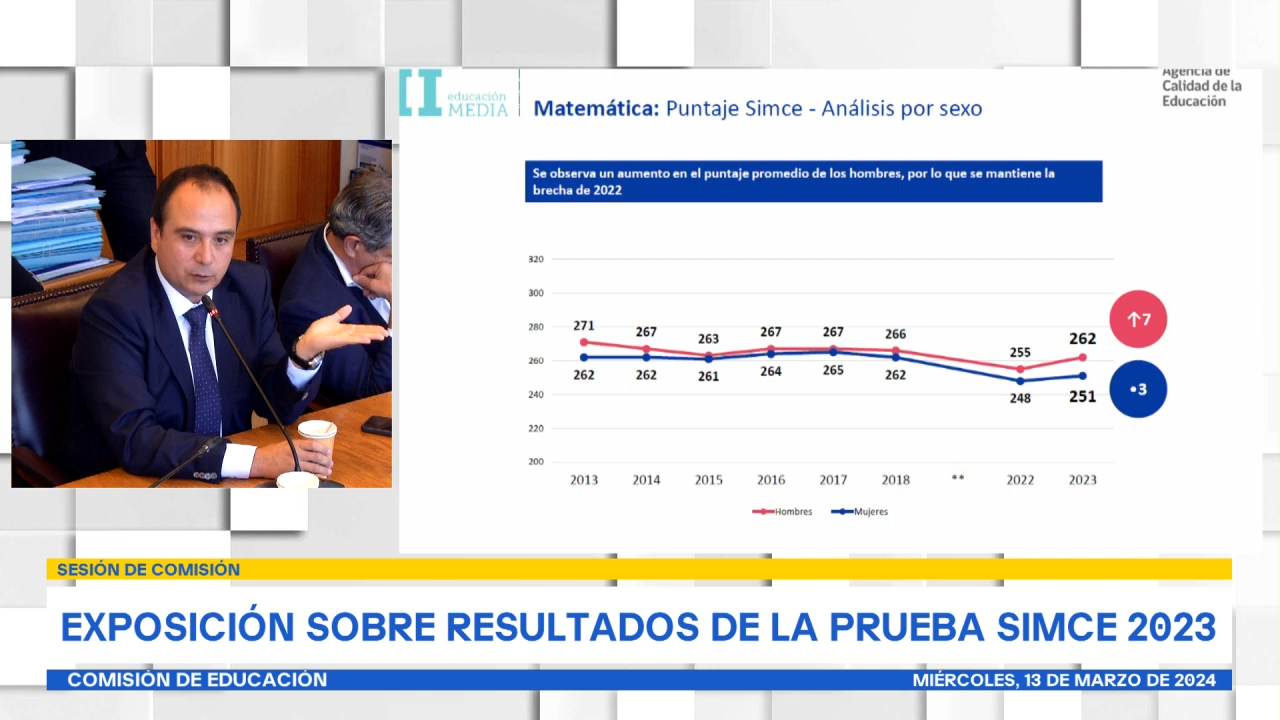 educación
MEDIA
Matemática: Puntaje Simce - Análisis por sexo
Agencia de
Calidad de la
Educación
Se observa un aumento en el puntaje promedio de los hombres, por lo que se mantiene la
brecha de 2022
320
300
280
260
240
220
200
271 267 263 267 267 266 255 262
262 262 261 264 265 262 248 251
↑7
•3
2013 2014 2015 2016 2017 2018 ** 2022 2023
Hombres Mujeres
SESIÓN DE COMISIÓN
EXPOSICIÓN SOBRE RESULTADOS DE LA PRUEBA SIMCE 2023
COMISIÓN DE EDUCACIÓN
MIÉRCOLES, 13 DE MARZO DE 2024